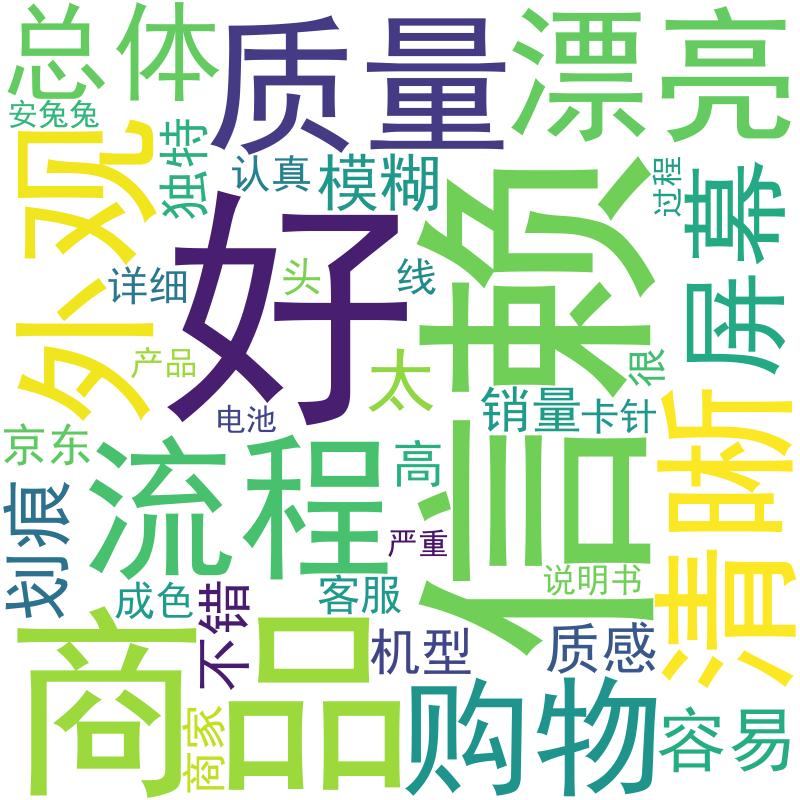 总体
质量
漂亮
安兔兔
外观
独特
认真
模糊
过程
屏幕
好
信赖
详细
头
线
产品
太
很
电池
销量
卡针
清晰
京东
流程
高
划痕
严重
成色
不错
客服
说明书
机型
质感
商品
商家
购物
容易